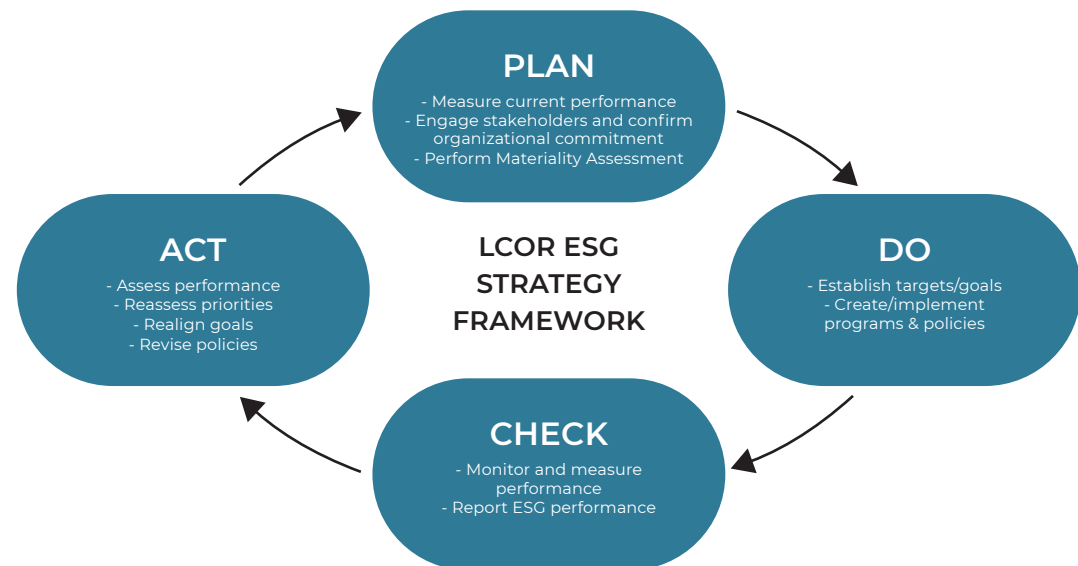 PLAN
- Measure current performance
- Engage stakeholders and confirm
organizational commitment
- Perform Materiality Assessment
ACT
- Assess performance
- Reassess priorities
- Realign goals
- Revise policies
LCOR ESG
STRATEGY
FRAMEWORK
DO
- Establish targets/goals
- Create/implement
programs & policies
CHECK
- Monitor and measure
performance
- Report ESG performance